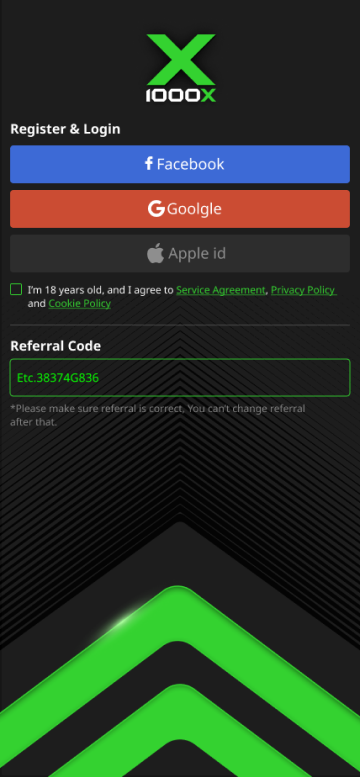 1000X
Register & Login
Facebook
Goolgle
Apple id
I'm 18 years old, and I agree to Service Agreement, Privacy Policy
and Cookie Policy
Referral Code
Etc.38374G836
*Please make sure referral is correct, You can't change referral
after that.